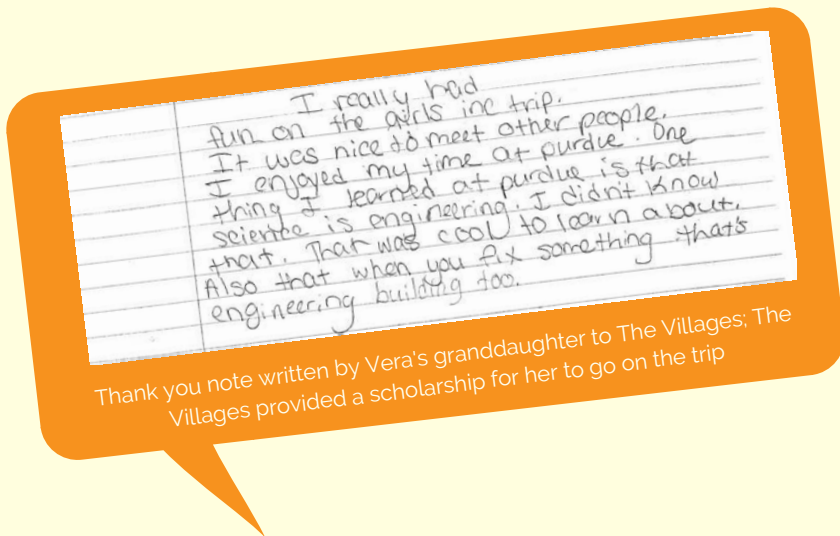 I really had
fun on the girls inc trip.
It was nice to meet other people.
I enjoyed my time at purdue. One
thing I learned at purdue is that
science is engineering. I didn't know
that. That was cool to learn about.
Also that when you fix something that's
engineering building too.
Thank you note written by Vera's granddaughter to The Villages; The
Villages provided a scholarship for her to go on the trip